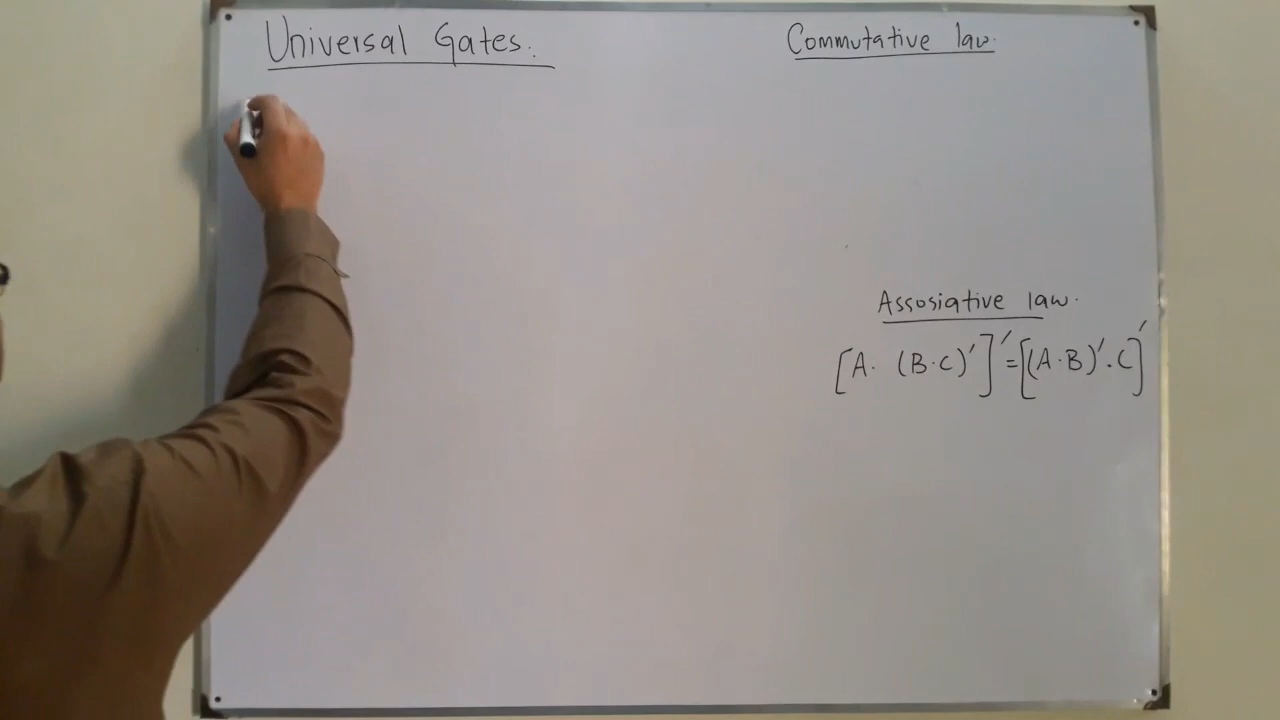 Universal Gates.
Commutative law.
Assosiative law.
[A. (B.C)']' = [(A.B)'.C]'